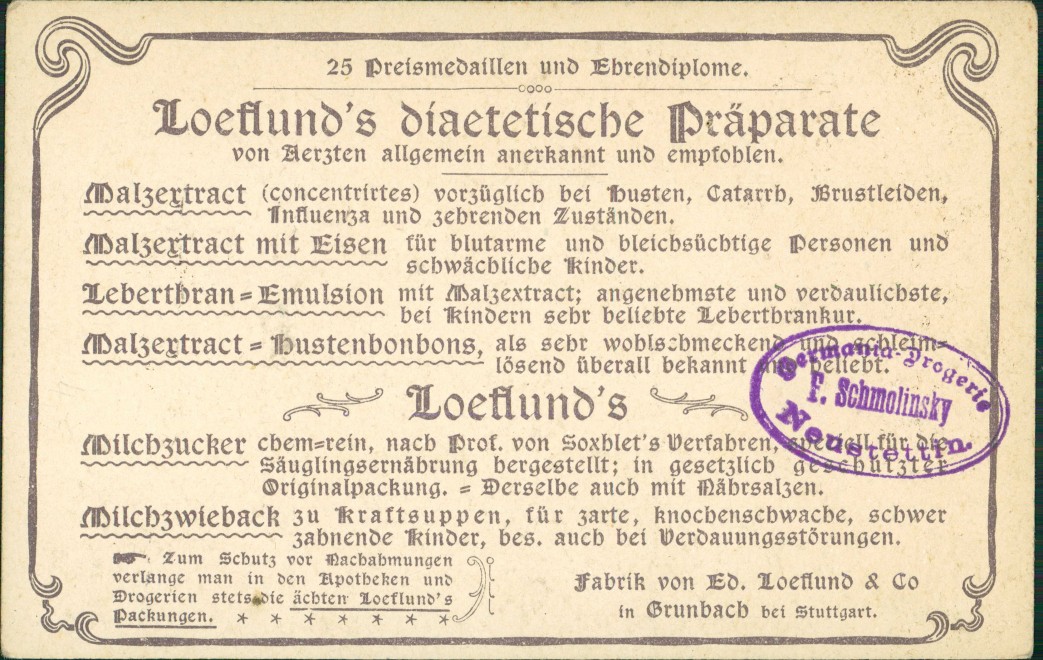 25 Preismedaillen und Ehrendiplome.
Loeflund's diaetetische Präparate
von Aerzten allgemein anerkannt und empfohlen.
Malzextract (concentrirtes) vorzüglich bei Husten, Catarrh, Brustleiden,
Influenza und zehrenden Zuständen.
Malzextract mit Eisen für blutarme und bleichsüchtige Personen und
schwächliche Kinder.
Leberthran=Emulsion mit Malzextract; angenehmste und verdaulichste,
bei Kindern sehr beliebte Leberthrankur.
Malzextract=Hustenbonbons, als sehr wohlschmeckend und schleim=
lösend überall bekannt und beliebt.
Germania-Drogerie
F. Schmolinsky
Neustettin.
Loeflund's
Milchzucker chem=rein, nach Prof. von Soxhlet's Verfahren, speciell für die
Säuglingsernährung hergestellt; in gesetzlich geschützter
Originalpackung. = Derselbe auch mit Nährsalzen.
Milchzwieback zu Kraftsuppen, für zarte, knochenschwache, schwer
zahnende Kinder, bes. auch bei Verdauungsstörungen.
Zum Schutz vor Nachahmungen
verlange man in den Apotheken und
Drogerien stets die ächten Loeflund's
Packungen. * * * * * * *
Fabrik von Ed. Loeflund & Co
in Grunbach bei Stuttgart.